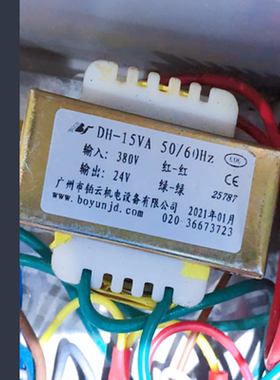 DH-15VA 50/60Hz
输入: 380V 红-红
输出: 24V 绿-绿
25787
广州市铂云机电设备有限公司 2021年01月
www.boyunjd.com 020-36673723